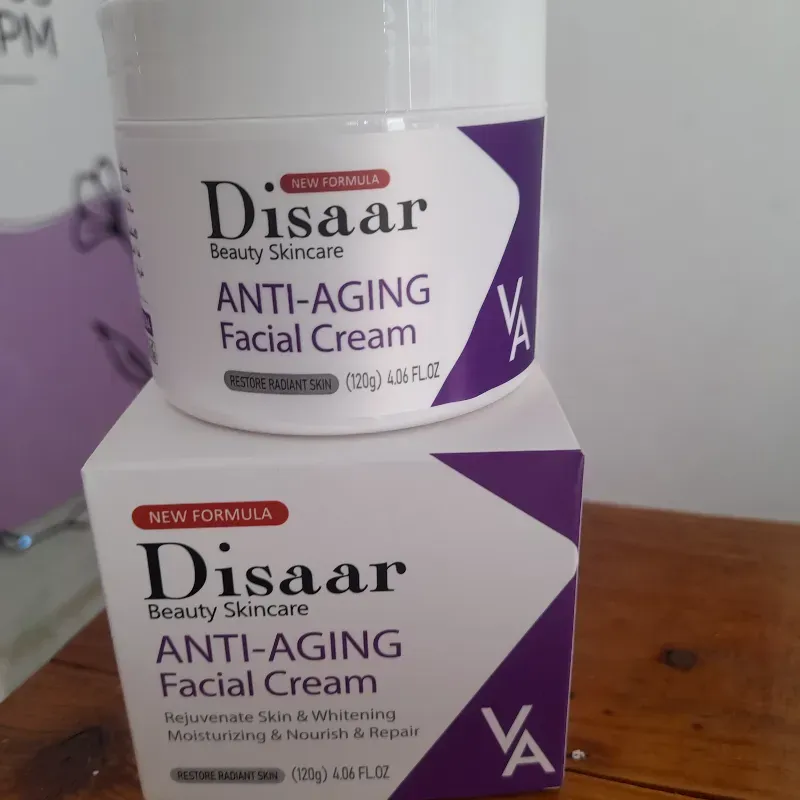 PM
NEW FORMULA
Disaar
Beauty Skincare
ANTI-AGING
Facial Cream
RESTORE RADIANT SKIN (120g) 4.06 FL.OZ
VA
NEW FORMULA
Disaar
Beauty Skincare
ANTI-AGING
Facial Cream
Rejuvenate Skin & Whitening
Moisturizing & Nourish & Repair
RESTORE RADIANT SKIN (120g) 4.06 FL.OZ
VA